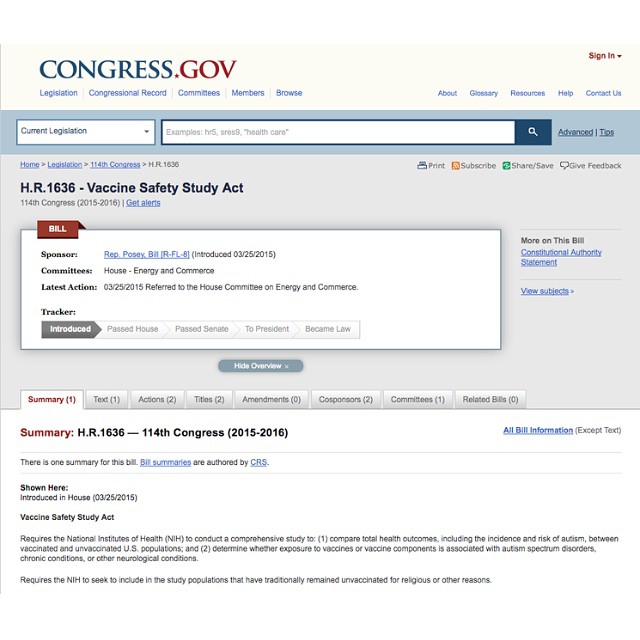 Sign In
CONGRESS.GOV
Legislation | Congressional Record | Committees | Members | Browse
About Glossary Resources Help Contact Us
Current Legislation
Examples: hr5, sres9, "health care"
Advanced | Tips
Home > Legislation > 114th Congress > H.R.1636
Print Subscribe Share/Save Give Feedback
H.R.1636 - Vaccine Safety Study Act
114th Congress (2015-2016) | Get alerts
BILL
Sponsor: Rep. Posey, Bill [R-FL-8] (Introduced 03/25/2015)
Committees: House - Energy and Commerce
Latest Action: 03/25/2015 Referred to the House Committee on Energy and Commerce.
Tracker:
Introduced Passed House Passed Senate To President Became Law
More on This Bill
Constitutional Authority
Statement
View subjects »
Hide Overview ×
Summary (1) Text (1) Actions (2) Titles (2) Amendments (0) Cosponsors (2) Committees (1) Related Bills (0)
Summary: H.R.1636 — 114th Congress (2015-2016)
All Bill Information (Except Text)
There is one summary for this bill. Bill summaries are authored by CRS.
Shown Here:
Introduced in House (03/25/2015)
Vaccine Safety Study Act
Requires the National Institutes of Health (NIH) to conduct a comprehensive study to: (1) compare total health outcomes, including the incidence and risk of autism, between
vaccinated and unvaccinated U.S. populations; and (2) determine whether exposure to vaccines or vaccine components is associated with autism spectrum disorders,
chronic conditions, or other neurological conditions.
Requires the NIH to seek to include in the study populations that have traditionally remained unvaccinated for religious or other reasons.